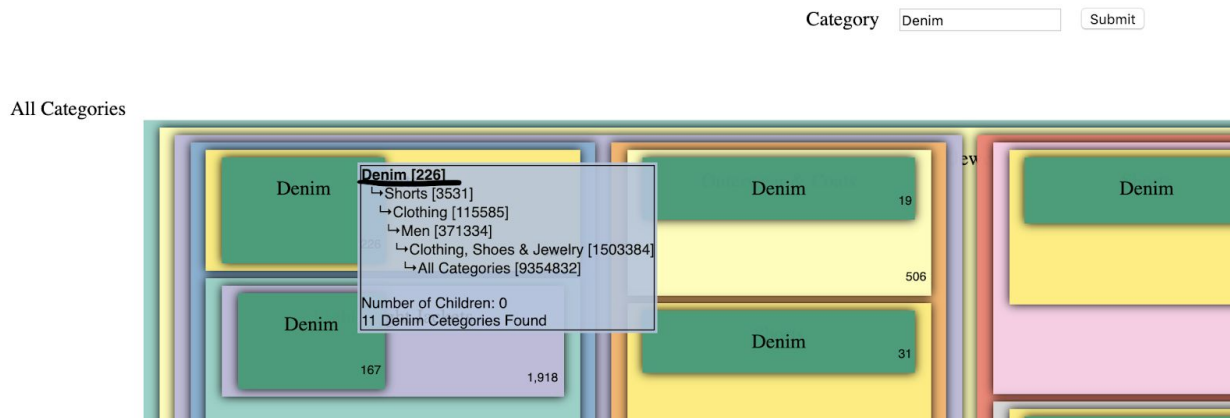 Category Denim Submit
All Categories
Denim
Denim [226]
↳Shorts [3531]
↳Clothing [115585]
↳Men [371334]
↳Clothing, Shoes & Jewelry [1503384]
↳All Categories [9354832]
Number of Children: 0
11 Denim Cetegories Found
226
Denim
19
506
Denim
Denim
167
1,918
Denim
31